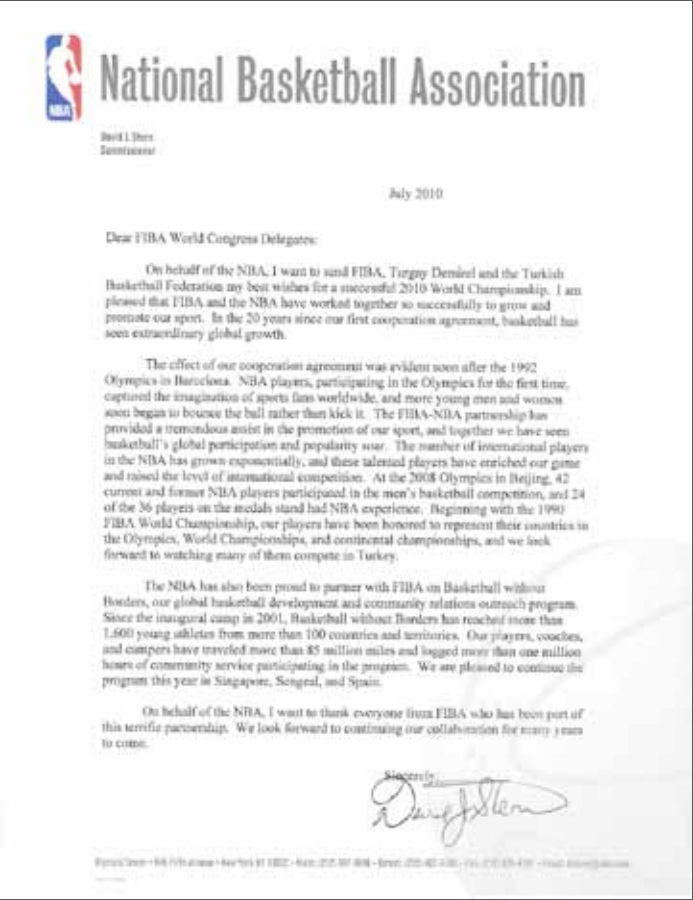 NBA
National Basketball Association
David J. Stern
Commissioner
July 2010
Dear FIBA World Congress Delegates:
On behalf of the NBA, I want to send FIBA, Turgay Demirel and the Turkish
Basketball Federation my best wishes for a successful 2010 World Championship. I am
pleased that FIBA and the NBA have worked together so successfully to grow and
promote our sport. In the 20 years since our first cooperation agreement, basketball has
seen extraordinary global growth.
The effect of our cooperation agreement was evident soon after the 1992
Olympics in Barcelona. NBA players, participating in the Olympics for the first time,
captured the imagination of sports fans worldwide, and more young men and women
soon began to bounce the ball rather than kick it. The FIBA-NBA partnership has
provided a tremendous assist in the promotion of our sport, and together we have seen
basketball's global participation and popularity soar. The number of international players
in the NBA has grown exponentially, and these talented players have enriched our game
and raised the level of international competition. At the 2008 Olympics in Beijing, 42
current and former NBA players participated in the men's basketball competition, and 24
of the 36 players on the medals stand had NBA experience. Beginning with the 1990
FIBA World Championship, our players have been honored to represent their countries in
the Olympics, World Championships, and continental championships, and we look
forward to watching many of them compete in Turkey.
The NBA has also been proud to partner with FIBA on Basketball without
Borders, our global basketball development and community relations outreach program.
Since the inaugural camp in 2001, Basketball without Borders has reached more than
1,600 young athletes from more than 100 countries and territories. Our players, coaches,
and campers have traveled more than 85 million miles and logged more than one million
hours of community service participating in the program. We are pleased to continue the
program this year in Singapore, Senegal, and Spain.
On behalf of the NBA, I want to thank everyone from FIBA who has been part of
this terrific partnership. We look forward to continuing our collaboration for many years
to come.
Sincerely,
David J. Stern
Olympic Tower • 645 Fifth Avenue • New York NY 10022